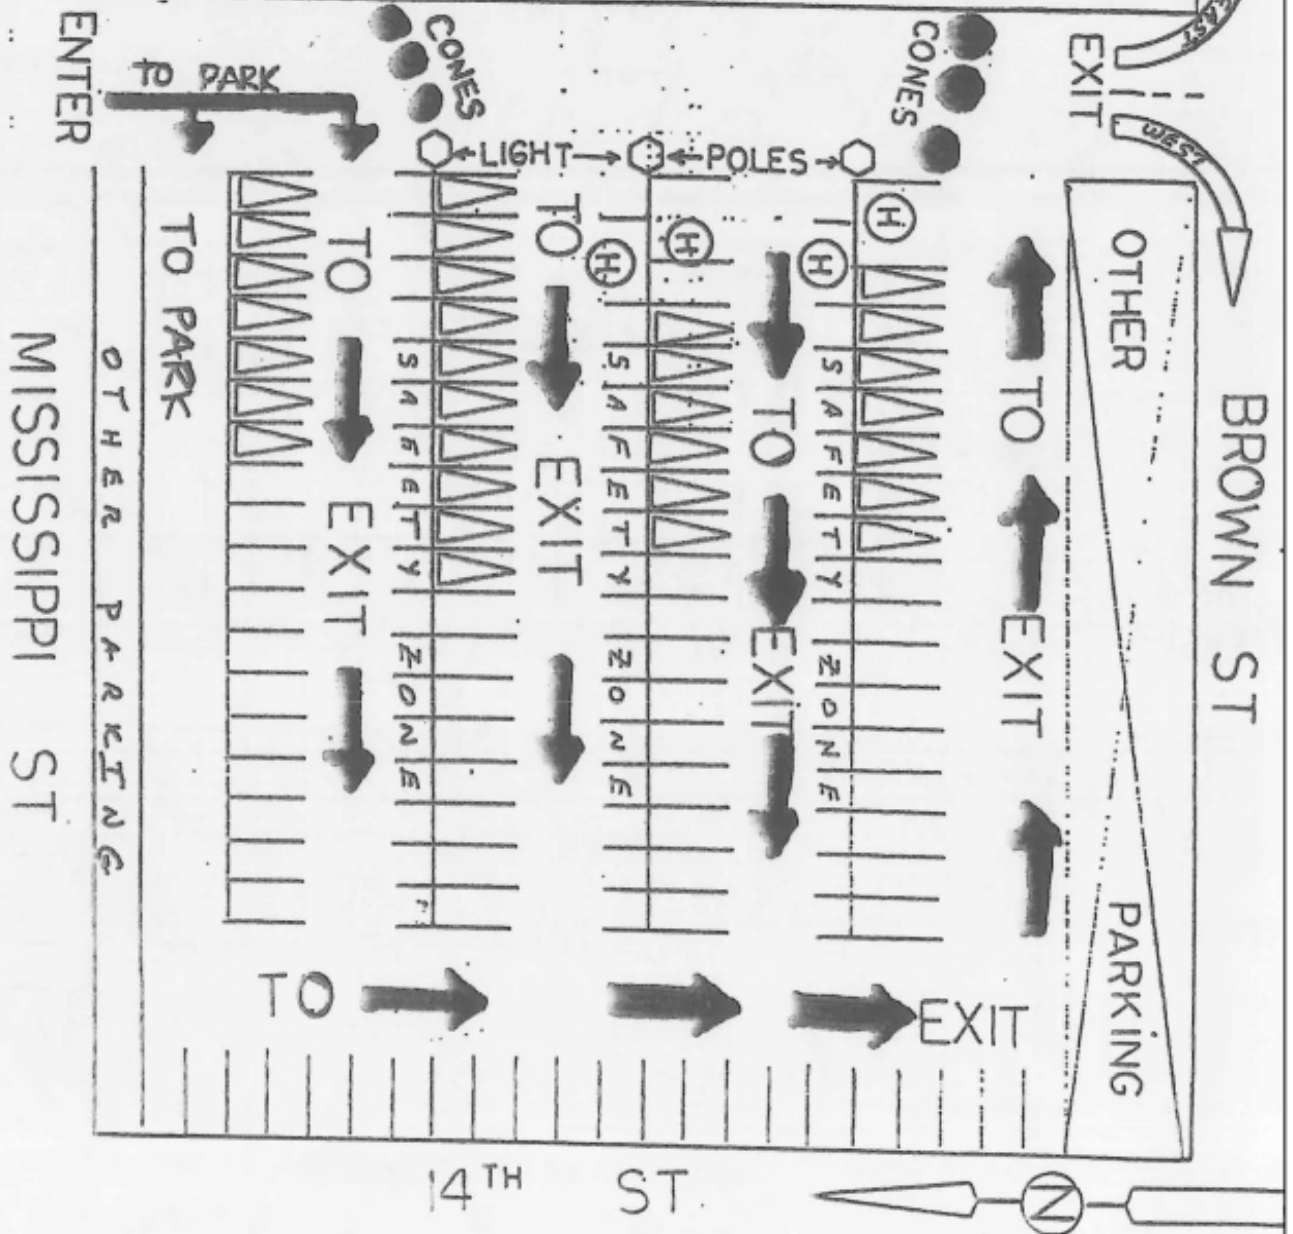 ENTER
TO PARK
CONES
CONES
EXIT
EAST
WEST
LIGHT
POLES
H
H
H
H
TO PARK
TO EXIT
TO EXIT
TO EXIT
TO EXIT
SAFETY ZONE
SAFETY ZONE
SAFETY ZONE
OTHER PARKING
OTHER PARKING
MISSISSIPPI ST
BROWN ST
TO EXIT
14TH ST
N